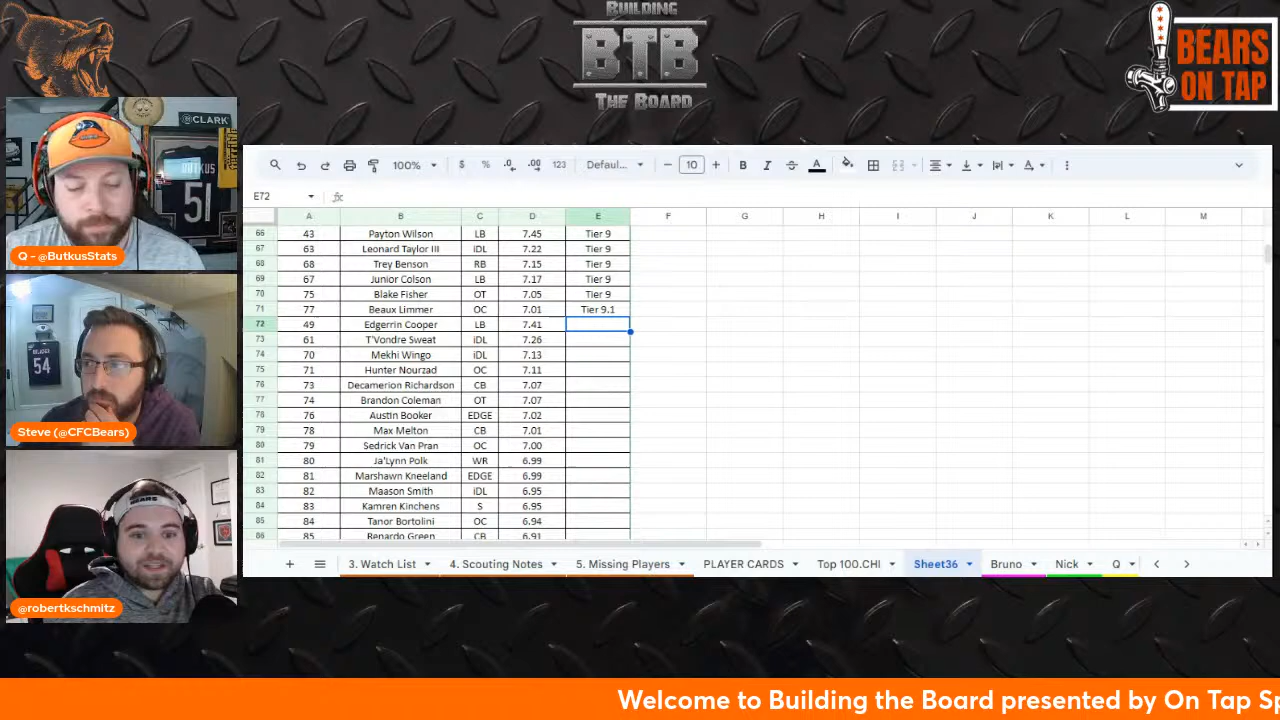 BUILDING
BTB
THE BOARD
BEARS
ON TAP
CLARK
BUTKUS
51
Q - @ButkusStats
54
Steve (@CFCBears)
@robertkschmitz
100% $ % .0 .00 123 Defaul... − 10 + B I S A
E72 fx
A B C D E F G H I J K L M
66 43 Payton Wilson LB 7.45 Tier 9
67 63 Leonard Taylor III iDL 7.22 Tier 9
68 68 Trey Benson RB 7.15 Tier 9
69 67 Junior Colson LB 7.17 Tier 9
70 75 Blake Fisher OT 7.05 Tier 9
71 77 Beaux Limmer OC 7.01 Tier 9.1
72 49 Edgerrin Cooper LB 7.41
73 61 T'Vondre Sweat iDL 7.26
74 70 Mekhi Wingo iDL 7.13
75 71 Hunter Nourzad OC 7.11
76 73 Decamerion Richardson CB 7.07
77 74 Brandon Coleman OT 7.07
78 76 Austin Booker EDGE 7.02
79 78 Max Melton CB 7.01
80 79 Sedrick Van Pran OC 7.00
81 80 Ja'Lynn Polk WR 6.99
82 81 Marshawn Kneeland EDGE 6.99
83 82 Maason Smith iDL 6.95
84 83 Kamren Kinchens S 6.95
85 84 Tanor Bortolini OC 6.94
86 85 Renardo Green CB 6.91
+ 3. Watch List 4. Scouting Notes 5. Missing Players PLAYER CARDS Top 100.CHI Sheet36 Bruno Nick Q
Welcome to Building the Board presented by On Tap Sp